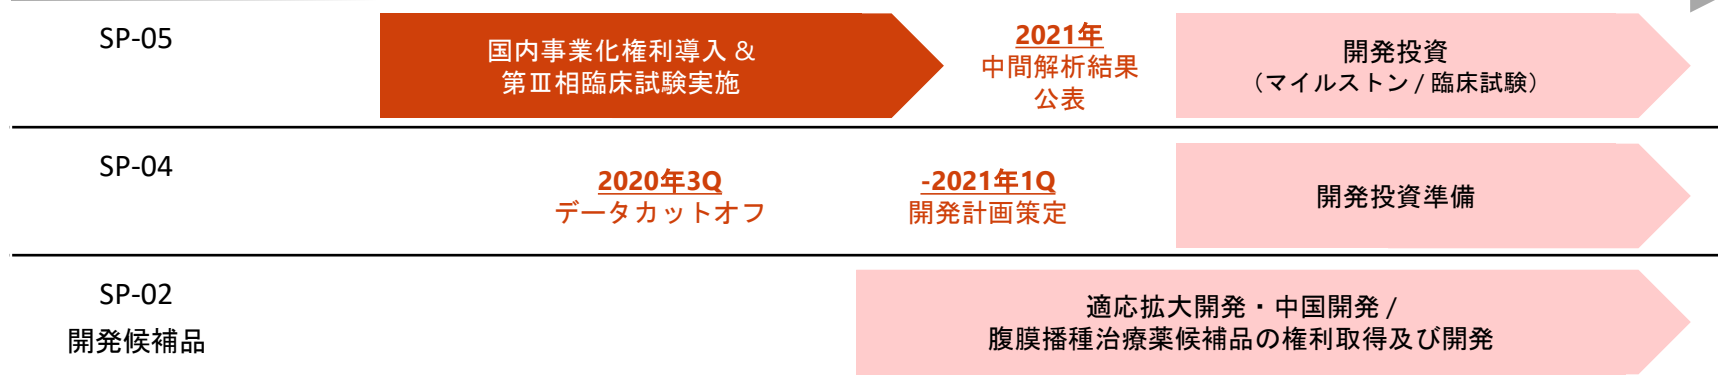 SP-05
国内事業化権利導入 &
第Ⅲ相臨床試験実施
2021年
中間解析結果
公表
開発投資
（マイルストン / 臨床試験）
SP-04
2020年3Q
データカットオフ
-2021年1Q
開発計画策定
開発投資準備
SP-02
開発候補品
適応拡大開発・中国開発 /
腹膜播種治療薬候補品の権利取得及び開発